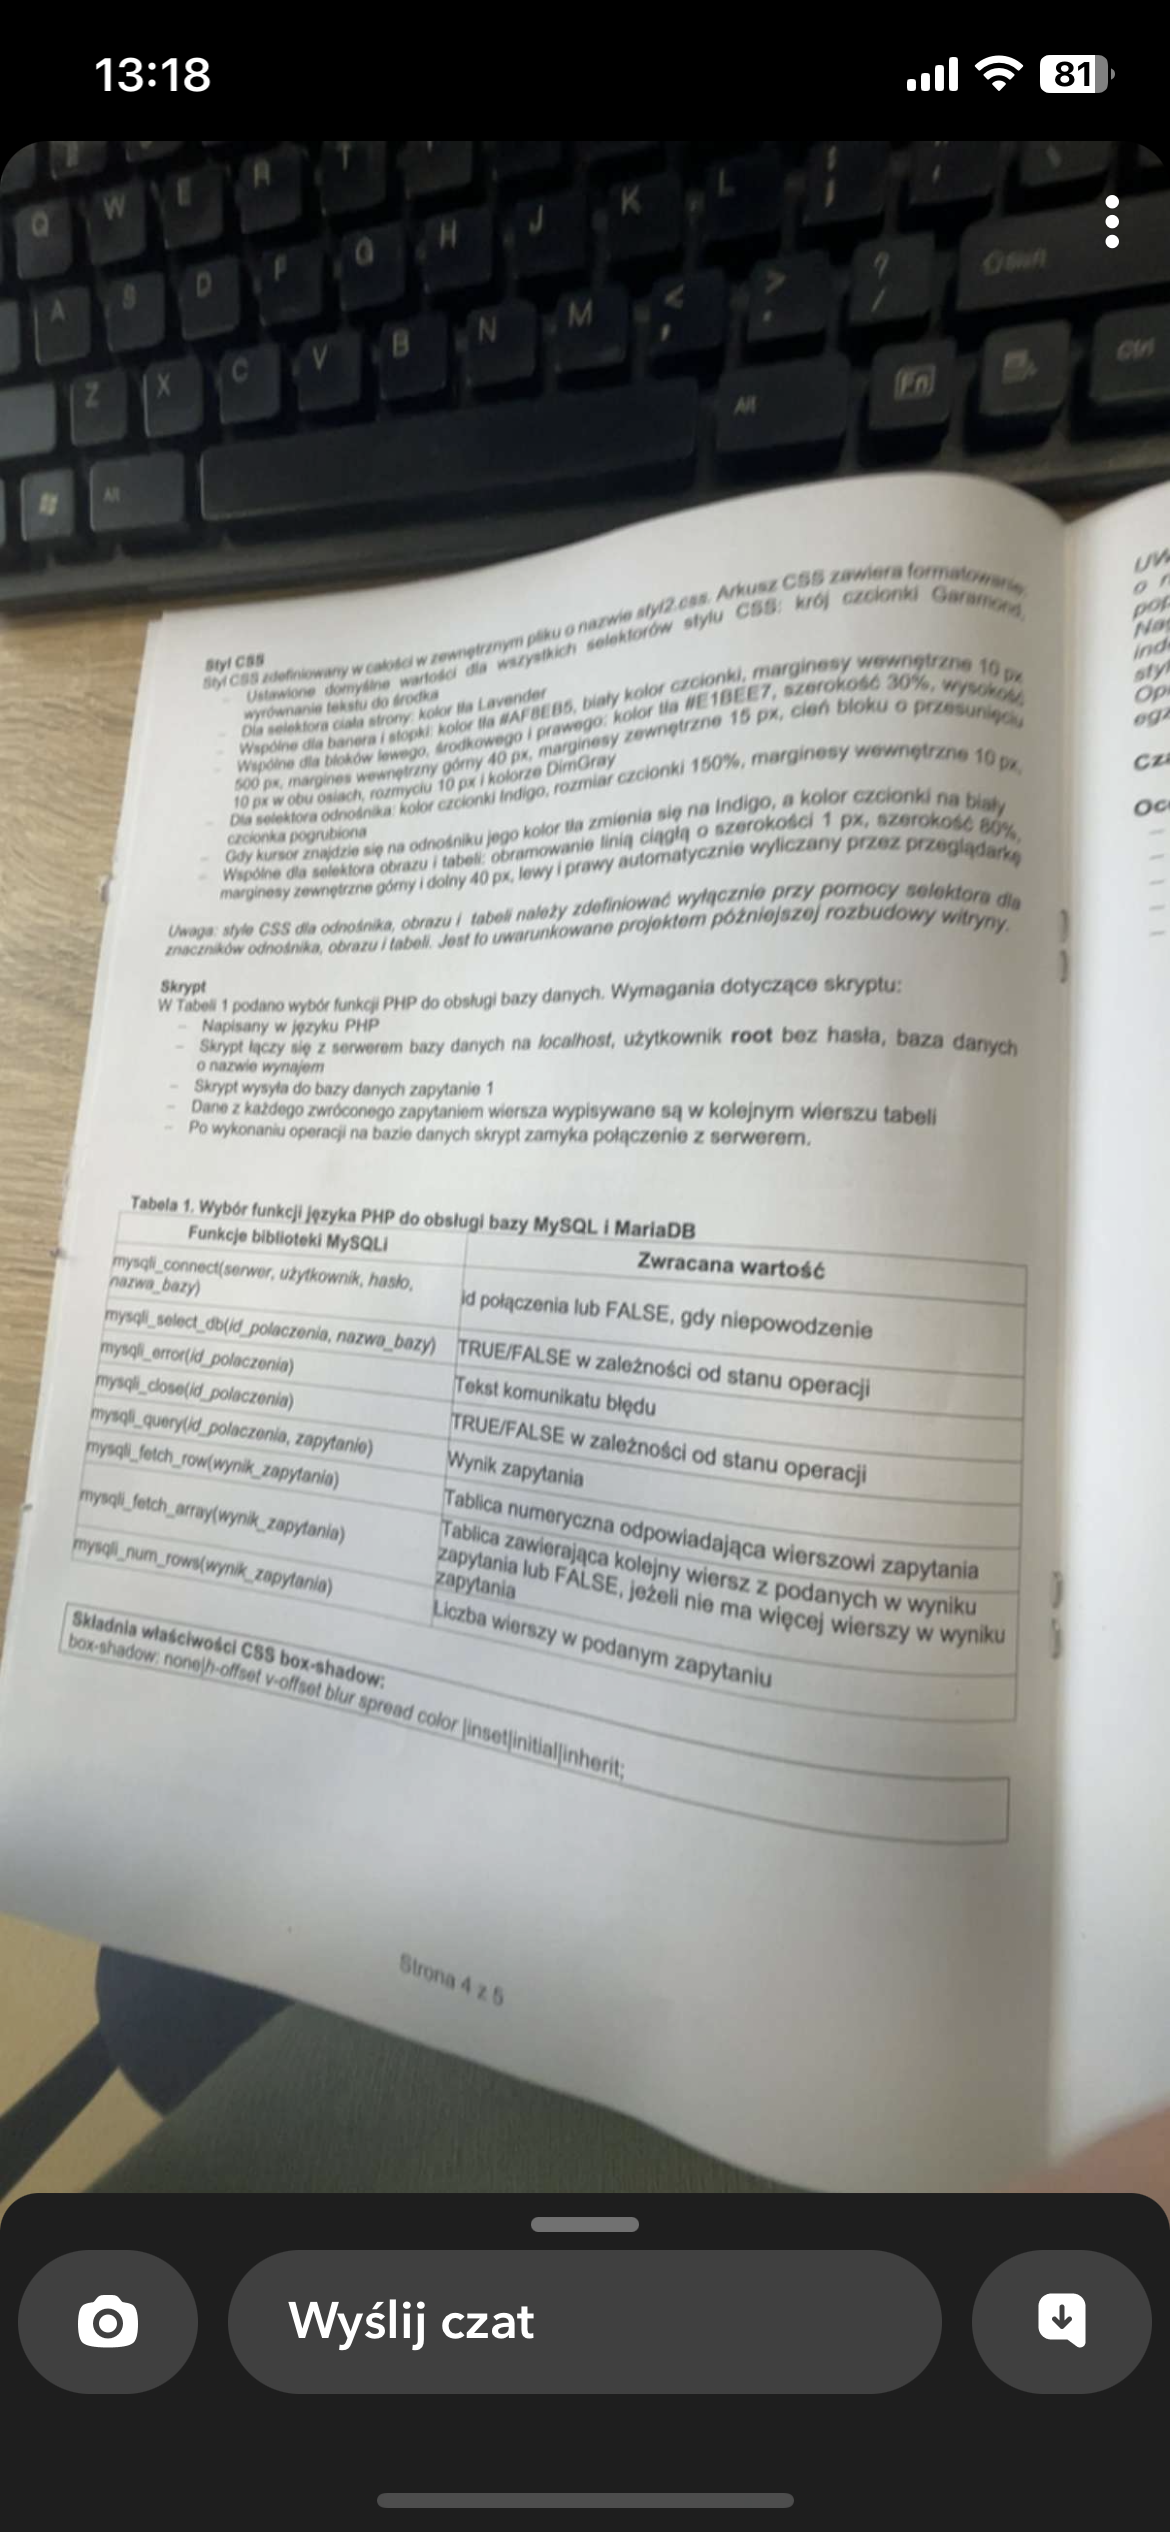 13:18
81
Q W E R T
A S D F G H J K L
Z X C V B N M < , > . ? /
Shift
Alt Alt Fn Ctrl
Styl CSS
Styl CSS zdefiniowany w całości w zewnętrznym pliku o nazwie styl2.css. Arkusz CSS zawiera formatowanie:
– Ustawione domyślne wartości dla wszystkich selektorów stylu CSS: krój czcionki Garamond,
wyrównanie tekstu do środka
– Dla selektora ciała strony: kolor tła Lavender
– Wspólne dla banera i stopki: kolor tła #AF8EB5, biały kolor czcionki, marginesy wewnętrzne 10 px
– Wspólne dla bloków lewego, środkowego i prawego: kolor tła #E1BEE7, szerokość 30%, wysokość
500 px, margines wewnętrzny górny 40 px, marginesy zewnętrzne 15 px, cień bloku o przesunięciu
10 px w obu osiach, rozmyciu 10 px i kolorze DimGray
– Dla selektora odnośnika: kolor czcionki Indigo, rozmiar czcionki 150%, marginesy wewnętrzne 10 px,
czcionka pogrubiona
– Gdy kursor znajdzie się na odnośniku jego kolor tła zmienia się na Indigo, a kolor czcionki na biały
– Wspólne dla selektora obrazu i tabeli: obramowanie linią ciągłą o szerokości 1 px, szerokość 80%,
marginesy zewnętrzne górny i dolny 40 px, lewy i prawy automatycznie wyliczany przez przeglądarkę
Uwaga: style CSS dla odnośnika, obrazu i tabeli należy zdefiniować wyłącznie przy pomocy selektora dla
znaczników odnośnika, obrazu i tabeli. Jest to uwarunkowane projektem późniejszej rozbudowy witryny.
Skrypt
W Tabeli 1 podano wybór funkcji PHP do obsługi bazy danych. Wymagania dotyczące skryptu:
– Napisany w języku PHP
– Skrypt łączy się z serwerem bazy danych na localhost, użytkownik root bez hasła, baza danych
o nazwie wynajem
– Skrypt wysyła do bazy danych zapytanie 1
– Dane z każdego zwróconego zapytaniem wiersza wypisywane są w kolejnym wierszu tabeli
– Po wykonaniu operacji na bazie danych skrypt zamyka połączenie z serwerem.
Tabela 1. Wybór funkcji języka PHP do obsługi bazy MySQL i MariaDB
Funkcje biblioteki MySQLi Zwracana wartość
mysqli_connect(serwer, użytkownik, hasło,
nazwa_bazy) id połączenia lub FALSE, gdy niepowodzenie
mysqli_select_db(id_polaczenia, nazwa_bazy) TRUE/FALSE w zależności od stanu operacji
mysqli_error(id_polaczenia) Tekst komunikatu błędu
mysqli_close(id_polaczenia) TRUE/FALSE w zależności od stanu operacji
mysqli_query(id_polaczenia, zapytanie) Wynik zapytania
mysqli_fetch_row(wynik_zapytania) Tablica numeryczna odpowiadająca wierszowi zapytania
mysqli_fetch_array(wynik_zapytania) Tablica zawierająca kolejny wiersz z podanych w wyniku
zapytania lub FALSE, jeżeli nie ma więcej wierszy w wyniku
zapytania
mysqli_num_rows(wynik_zapytania) Liczba wierszy w podanym zapytaniu
Składnia właściwości CSS box-shadow:
box-shadow: none|h-offset v-offset blur spread color |inset|initial|inherit;
Strona 4 z 5
Wyślij czat